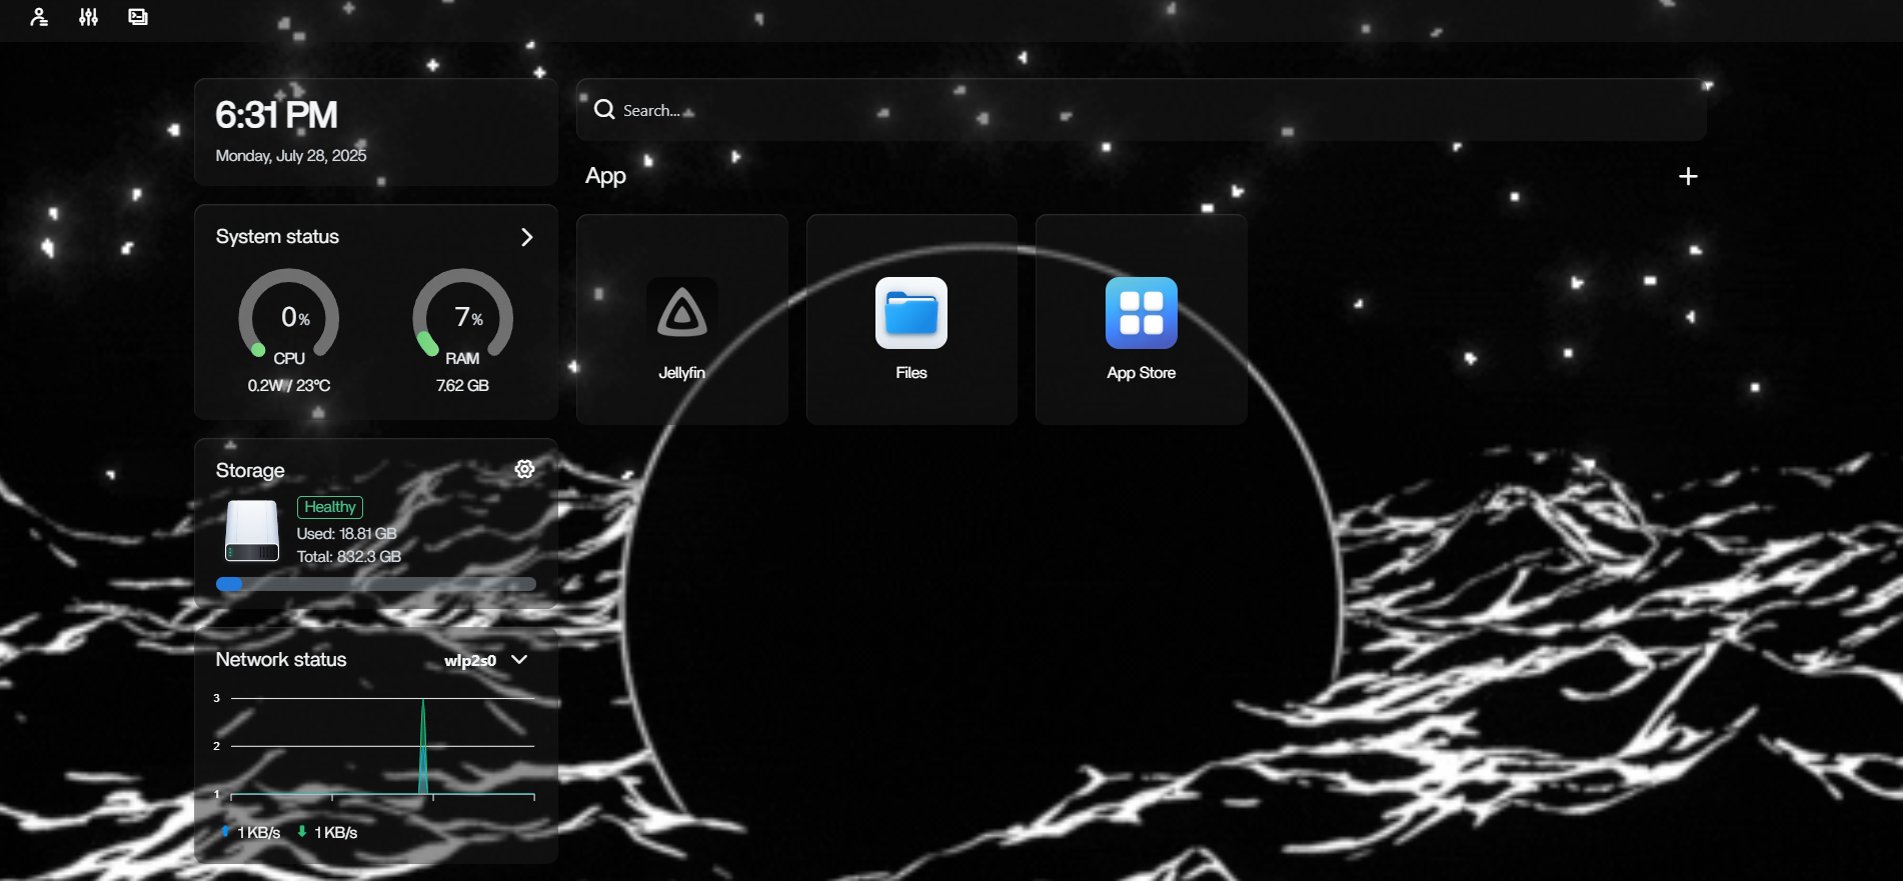 6:31 PM
Monday, July 28, 2025
Search...
App
System status
0%
CPU
0.2W / 23°C
7%
RAM
7.62 GB
Jellyfin
Files
App Store
Storage
Healthy
Used: 18.81 GB
Total: 832.3 GB
Network status
wlp2s0
3
2
1
1 KB/s
1 KB/s